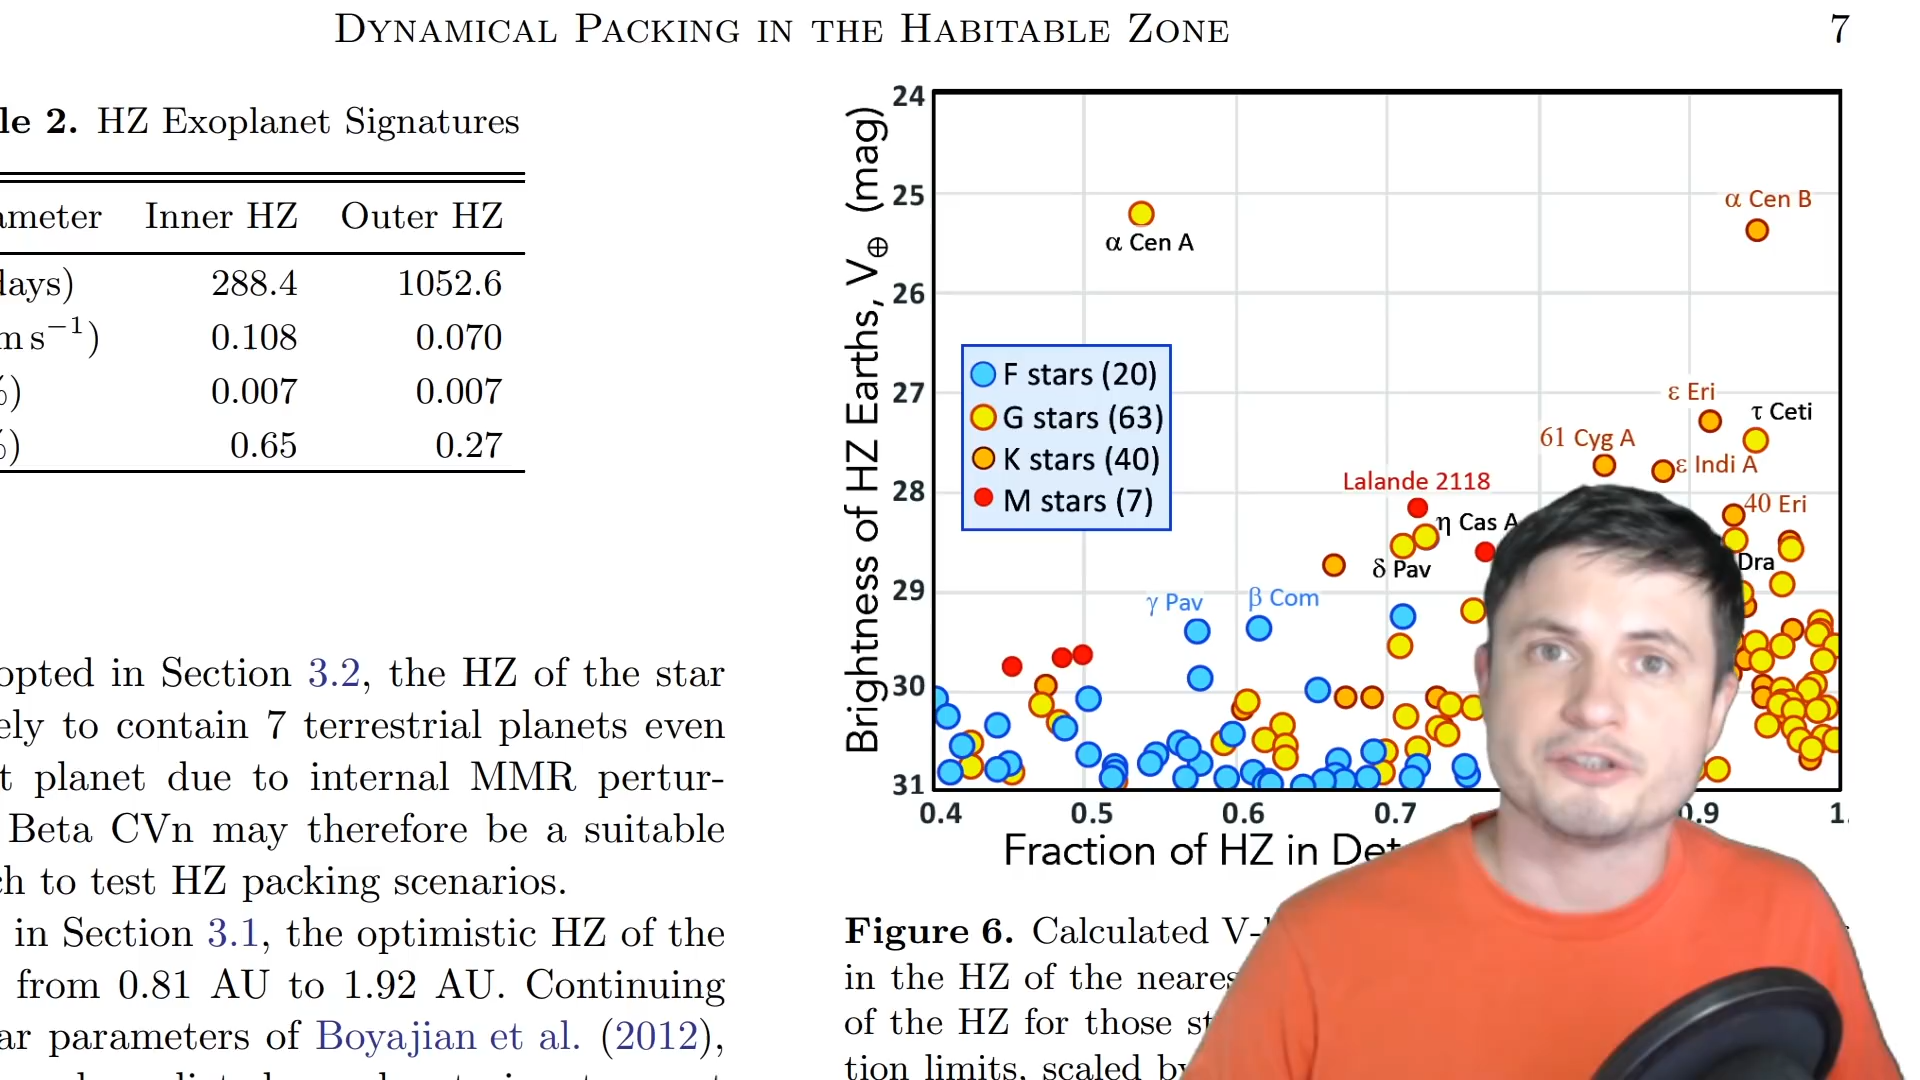 DYNAMICAL PACKING IN THE HABITABLE ZONE
7
le 2. HZ Exoplanet Signatures
ameter Inner HZ Outer HZ
days) 288.4 1052.6
m s−1) 0.108 0.070
%) 0.007 0.007
%) 0.65 0.27
opted in Section 3.2, the HZ of the star
ely to contain 7 terrestrial planets even
t planet due to internal MMR pertur-
Beta CVn may therefore be a suitable
ch to test HZ packing scenarios.
in Section 3.1, the optimistic HZ of the
from 0.81 AU to 1.92 AU. Continuing
ar parameters of Boyajian et al. (2012),
Brightness of HZ Earths, V⊕ (mag)
24
25
26
27
28
29
30
31
α Cen A
α Cen B
F stars (20)
G stars (63)
K stars (40)
M stars (7)
ε Eri
τ Ceti
61 Cyg A
ε Indi A
Lalande 2118
40 Eri
η Cas A
δ Pav
Dra
γ Pav
β Com
0.4 0.5 0.6 0.7 0.9 1.
Fraction of HZ in Det
Figure 6. Calculated V-
in the HZ of the neares
of the HZ for those st
tion limits, scaled by